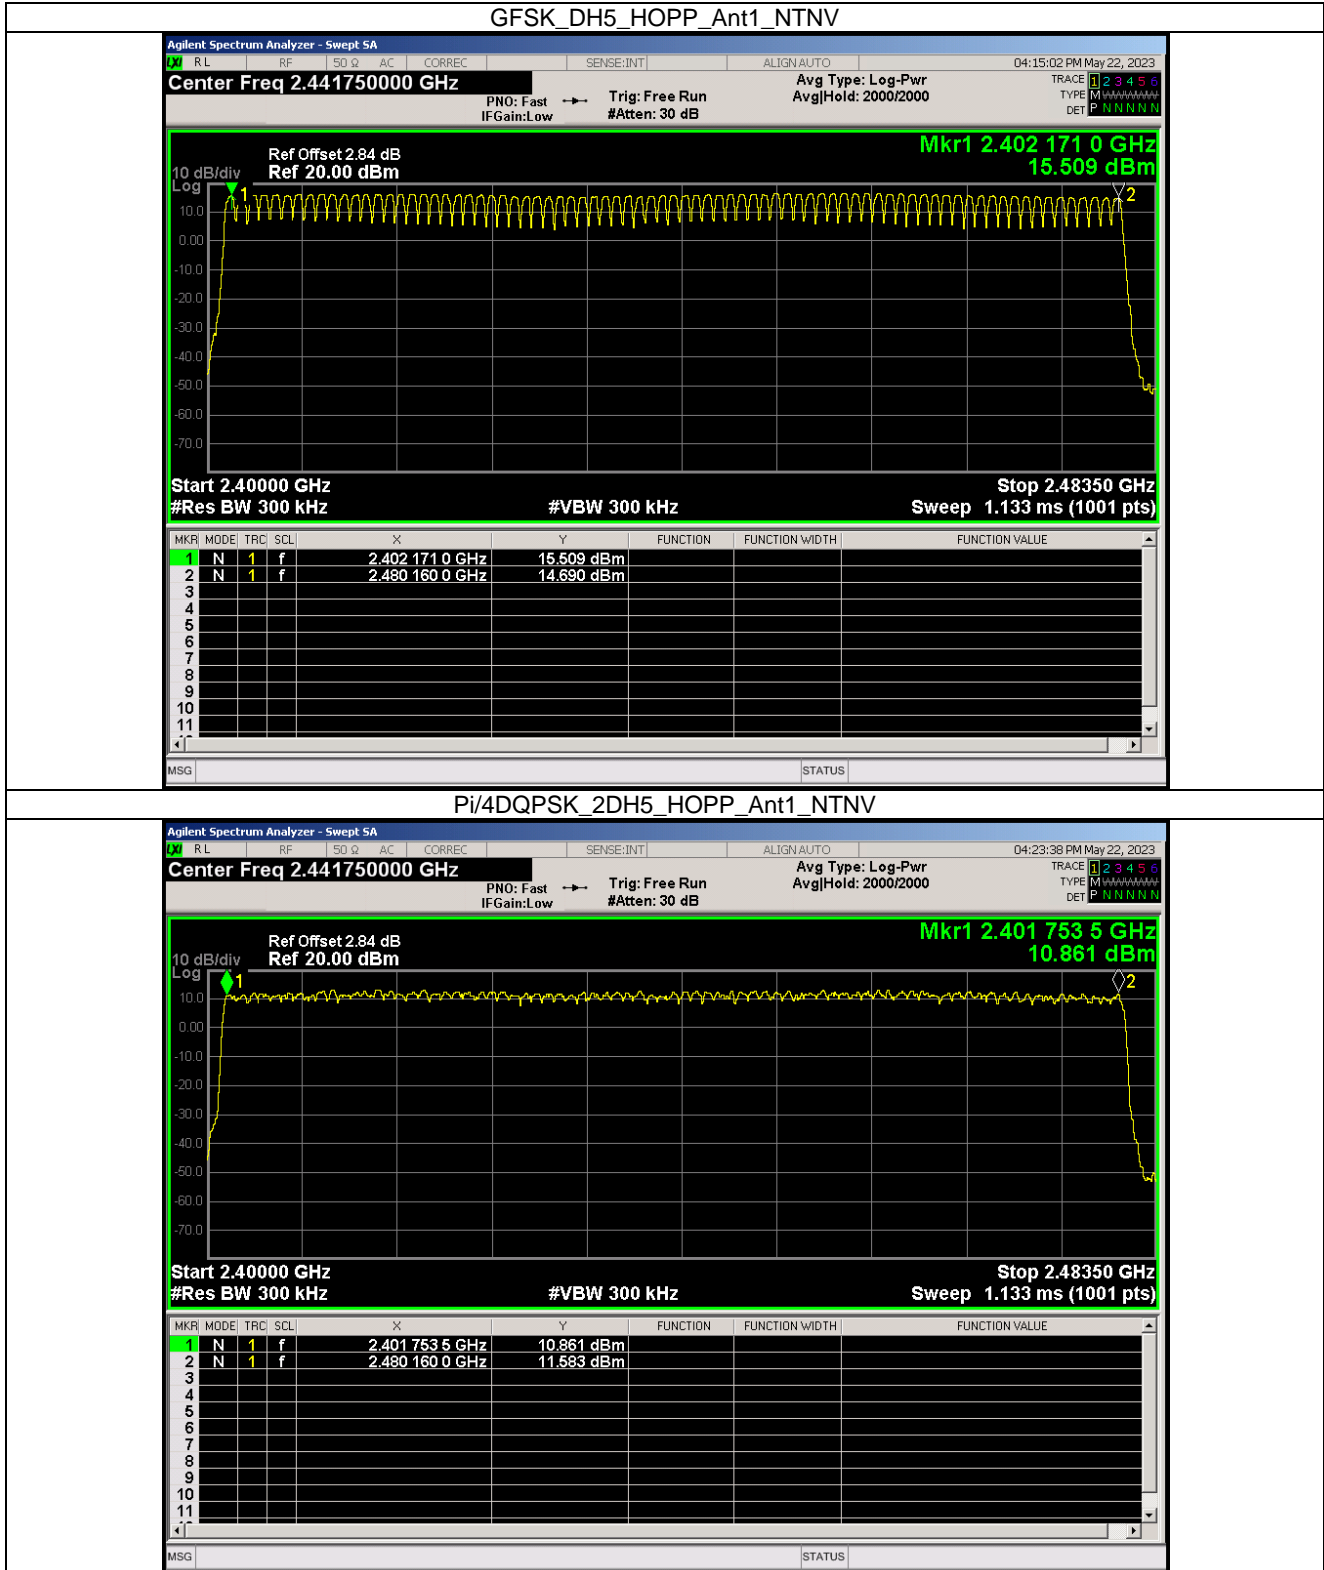 GFSK_DH5_HOPP_Ant1_NTNV
Agilent Spectrum Analyzer - Swept SA
LXI RL RF 50 Ω AC CORREC SENSE:INT ALIGN AUTO 04:15:02 PM May 22, 2023
Center Freq 2.441750000 GHz Avg Type: Log-Pwr TRACE 1 2 3 4 5 6
PNO: Fast Trig: Free Run Avg|Hold: 2000/2000 TYPE M
IFGain:Low #Atten: 30 dB DET P N N N N N
Mkr1 2.402 171 0 GHz
Ref Offset 2.84 dB
10 dB/div Ref 20.00 dBm 15.509 dBm
Log
1 2
10.0
0.00
-10.0
-20.0
-30.0
-40.0
-50.0
-60.0
-70.0
Start 2.40000 GHz Stop 2.48350 GHz
#Res BW 300 kHz #VBW 300 kHz Sweep 1.133 ms (1001 pts)
MKR MODE TRC SCL X Y FUNCTION FUNCTION WIDTH FUNCTION VALUE
1 N 1 f 2.402 171 0 GHz 15.509 dBm
2 N 1 f 2.480 160 0 GHz 14.690 dBm
3
4
5
6
7
8
9
10
11
MSG STATUS
Pi/4DQPSK_2DH5_HOPP_Ant1_NTNV
Agilent Spectrum Analyzer - Swept SA
LXI RL RF 50 Ω AC CORREC SENSE:INT ALIGN AUTO 04:23:38 PM May 22, 2023
Center Freq 2.441750000 GHz Avg Type: Log-Pwr TRACE 1 2 3 4 5 6
PNO: Fast Trig: Free Run Avg|Hold: 2000/2000 TYPE M
IFGain:Low #Atten: 30 dB DET P N N N N N
Mkr1 2.401 753 5 GHz
Ref Offset 2.84 dB
10 dB/div Ref 20.00 dBm 10.861 dBm
Log
1 2
10.0
0.00
-10.0
-20.0
-30.0
-40.0
-50.0
-60.0
-70.0
Start 2.40000 GHz Stop 2.48350 GHz
#Res BW 300 kHz #VBW 300 kHz Sweep 1.133 ms (1001 pts)
MKR MODE TRC SCL X Y FUNCTION FUNCTION WIDTH FUNCTION VALUE
1 N 1 f 2.401 753 5 GHz 10.861 dBm
2 N 1 f 2.480 160 0 GHz 11.583 dBm
3
4
5
6
7
8
9
10
11
MSG STATUS